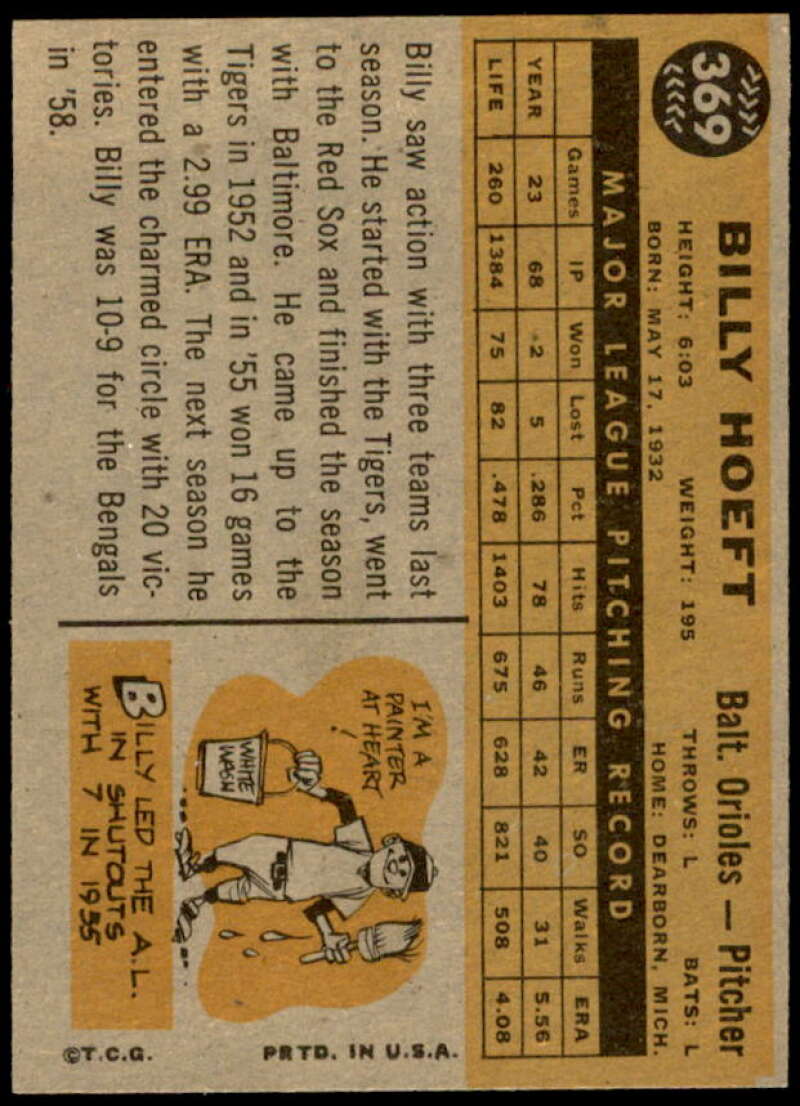 369
BILLY HOEFT Balt. Orioles — Pitcher
HEIGHT: 6:03 WEIGHT: 195 THROWS: L BATS: L
BORN: MAY 17, 1932 HOME: DEARBORN, MICH.
MAJOR LEAGUE PITCHING RECORD
Games IP Won Lost Pct Hits Runs ER SO Walks ERA
YEAR 23 68 2 5 .286 78 46 42 40 31 5.56
LIFE 260 1384 75 82 .478 1403 675 628 821 508 4.08
Billy saw action with three teams last
season. He started with the Tigers, went
to the Red Sox and finished the season
with Baltimore. He came up to the
Tigers in 1952 and in '55 won 16 games
with a 2.99 ERA. The next season he
entered the charmed circle with 20 vic-
tories. Billy was 10-9 for the Bengals
in '58.
I'M A
PAINTER
AT HEART
!
WHITE
WASH
BILLY LED THE A.L.
IN SHUTOUTS
WITH 7 IN 1955
©T.C.G. PRTD. IN U.S.A.